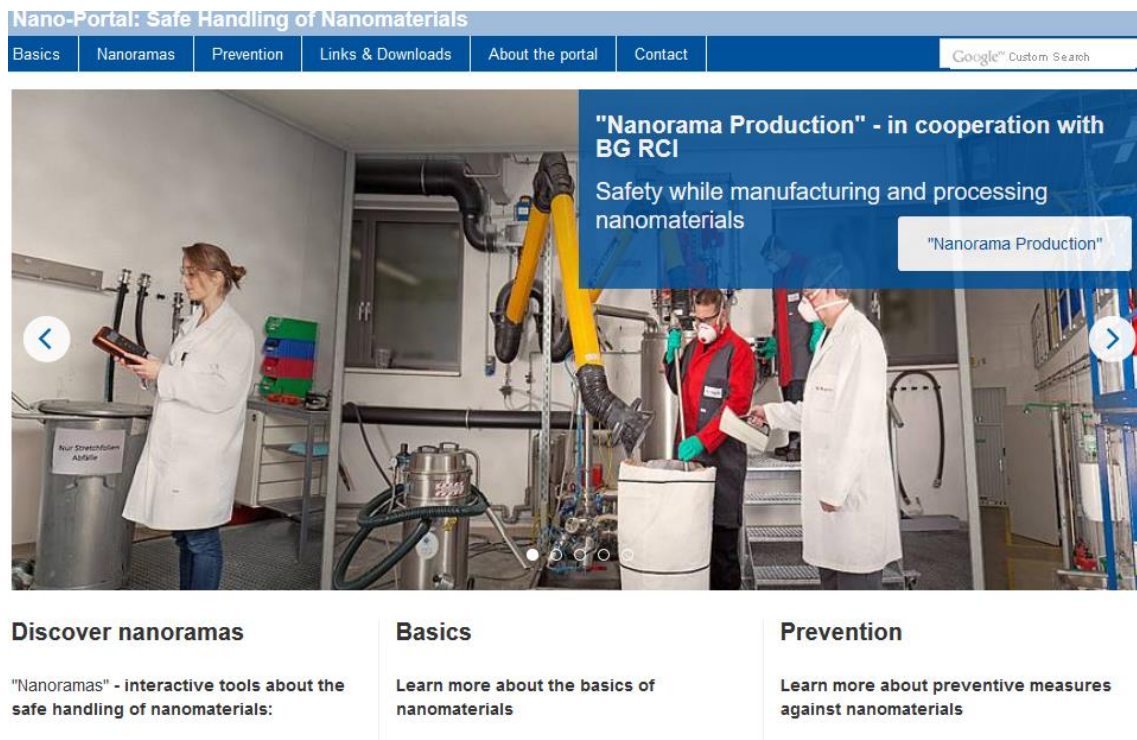 Nano-Portal: Safe Handling of Nanomaterials
Basics
Nanoramas
Prevention
Links & Downloads
About the portal
Contact
Google™ Custom Search
"Nanorama Production" - in cooperation with
BG RCI
Safety while manufacturing and processing
nanomaterials
"Nanorama Production"
Nur Stretchfolien
Abfälle
Discover nanoramas
"Nanoramas" - interactive tools about the
safe handling of nanomaterials:
Basics
Learn more about the basics of
nanomaterials
Prevention
Learn more about preventive measures
against nanomaterials